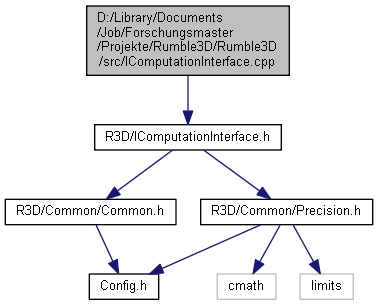 D:/Library/Documents
/Job/Forschungsmaster
/Projekte/Rumble3D/Rumble3D
/src/IComputationInterface.cpp
R3D/IComputationInterface.h
R3D/Common/Common.h
R3D/Common/Precision.h
Config.h
cmath
limits